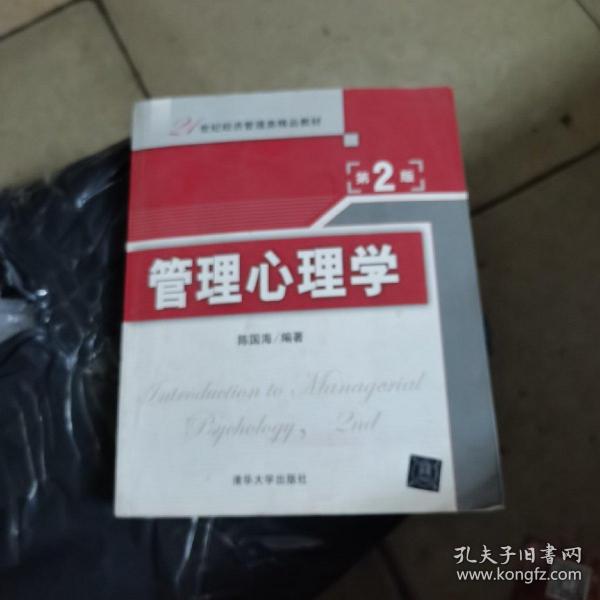 21世纪经济管理类精品教材
第2版
管理心理学
陈国海/编著
Introduction to Managerial
Psychology, 2nd
清华大学出版社
孔夫子旧书网
www.kongfz.com